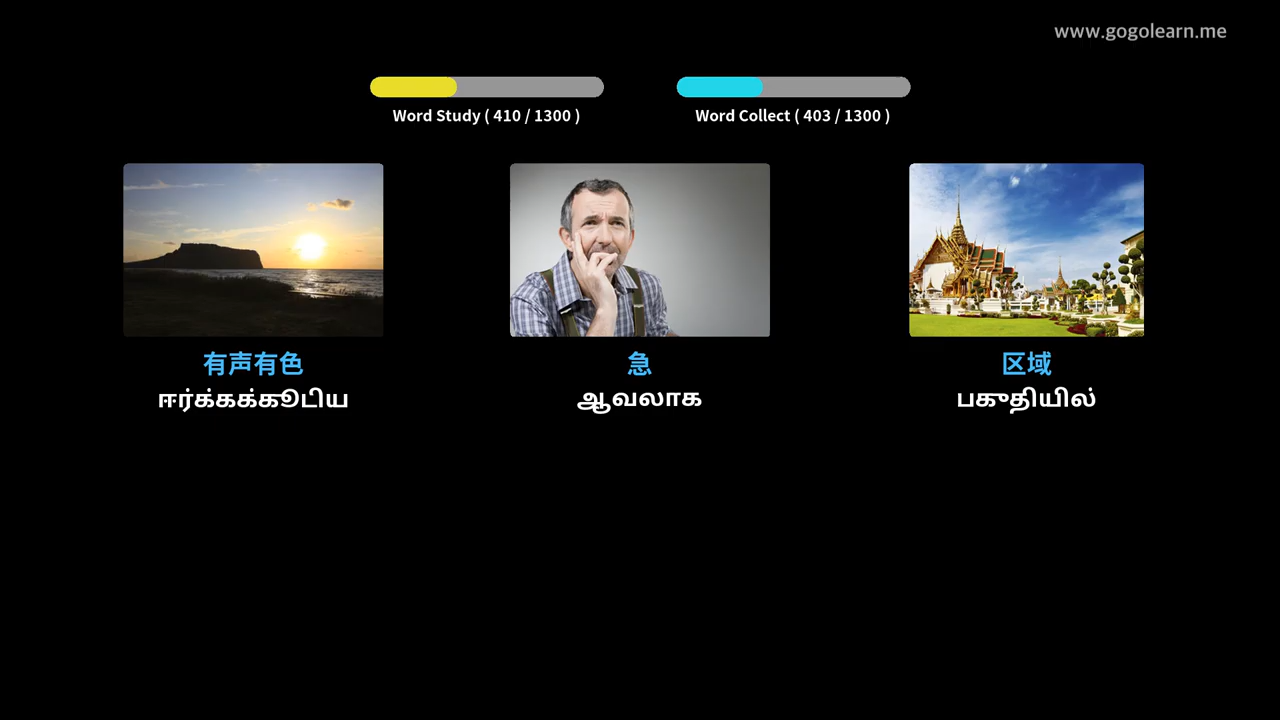 www.gogolearn.me
Word Study ( 410 / 1300 )
Word Collect ( 403 / 1300 )
有声有色
急
区域
ஈர்க்கக்கூடிய
ஆவலாக
பகுதியில்